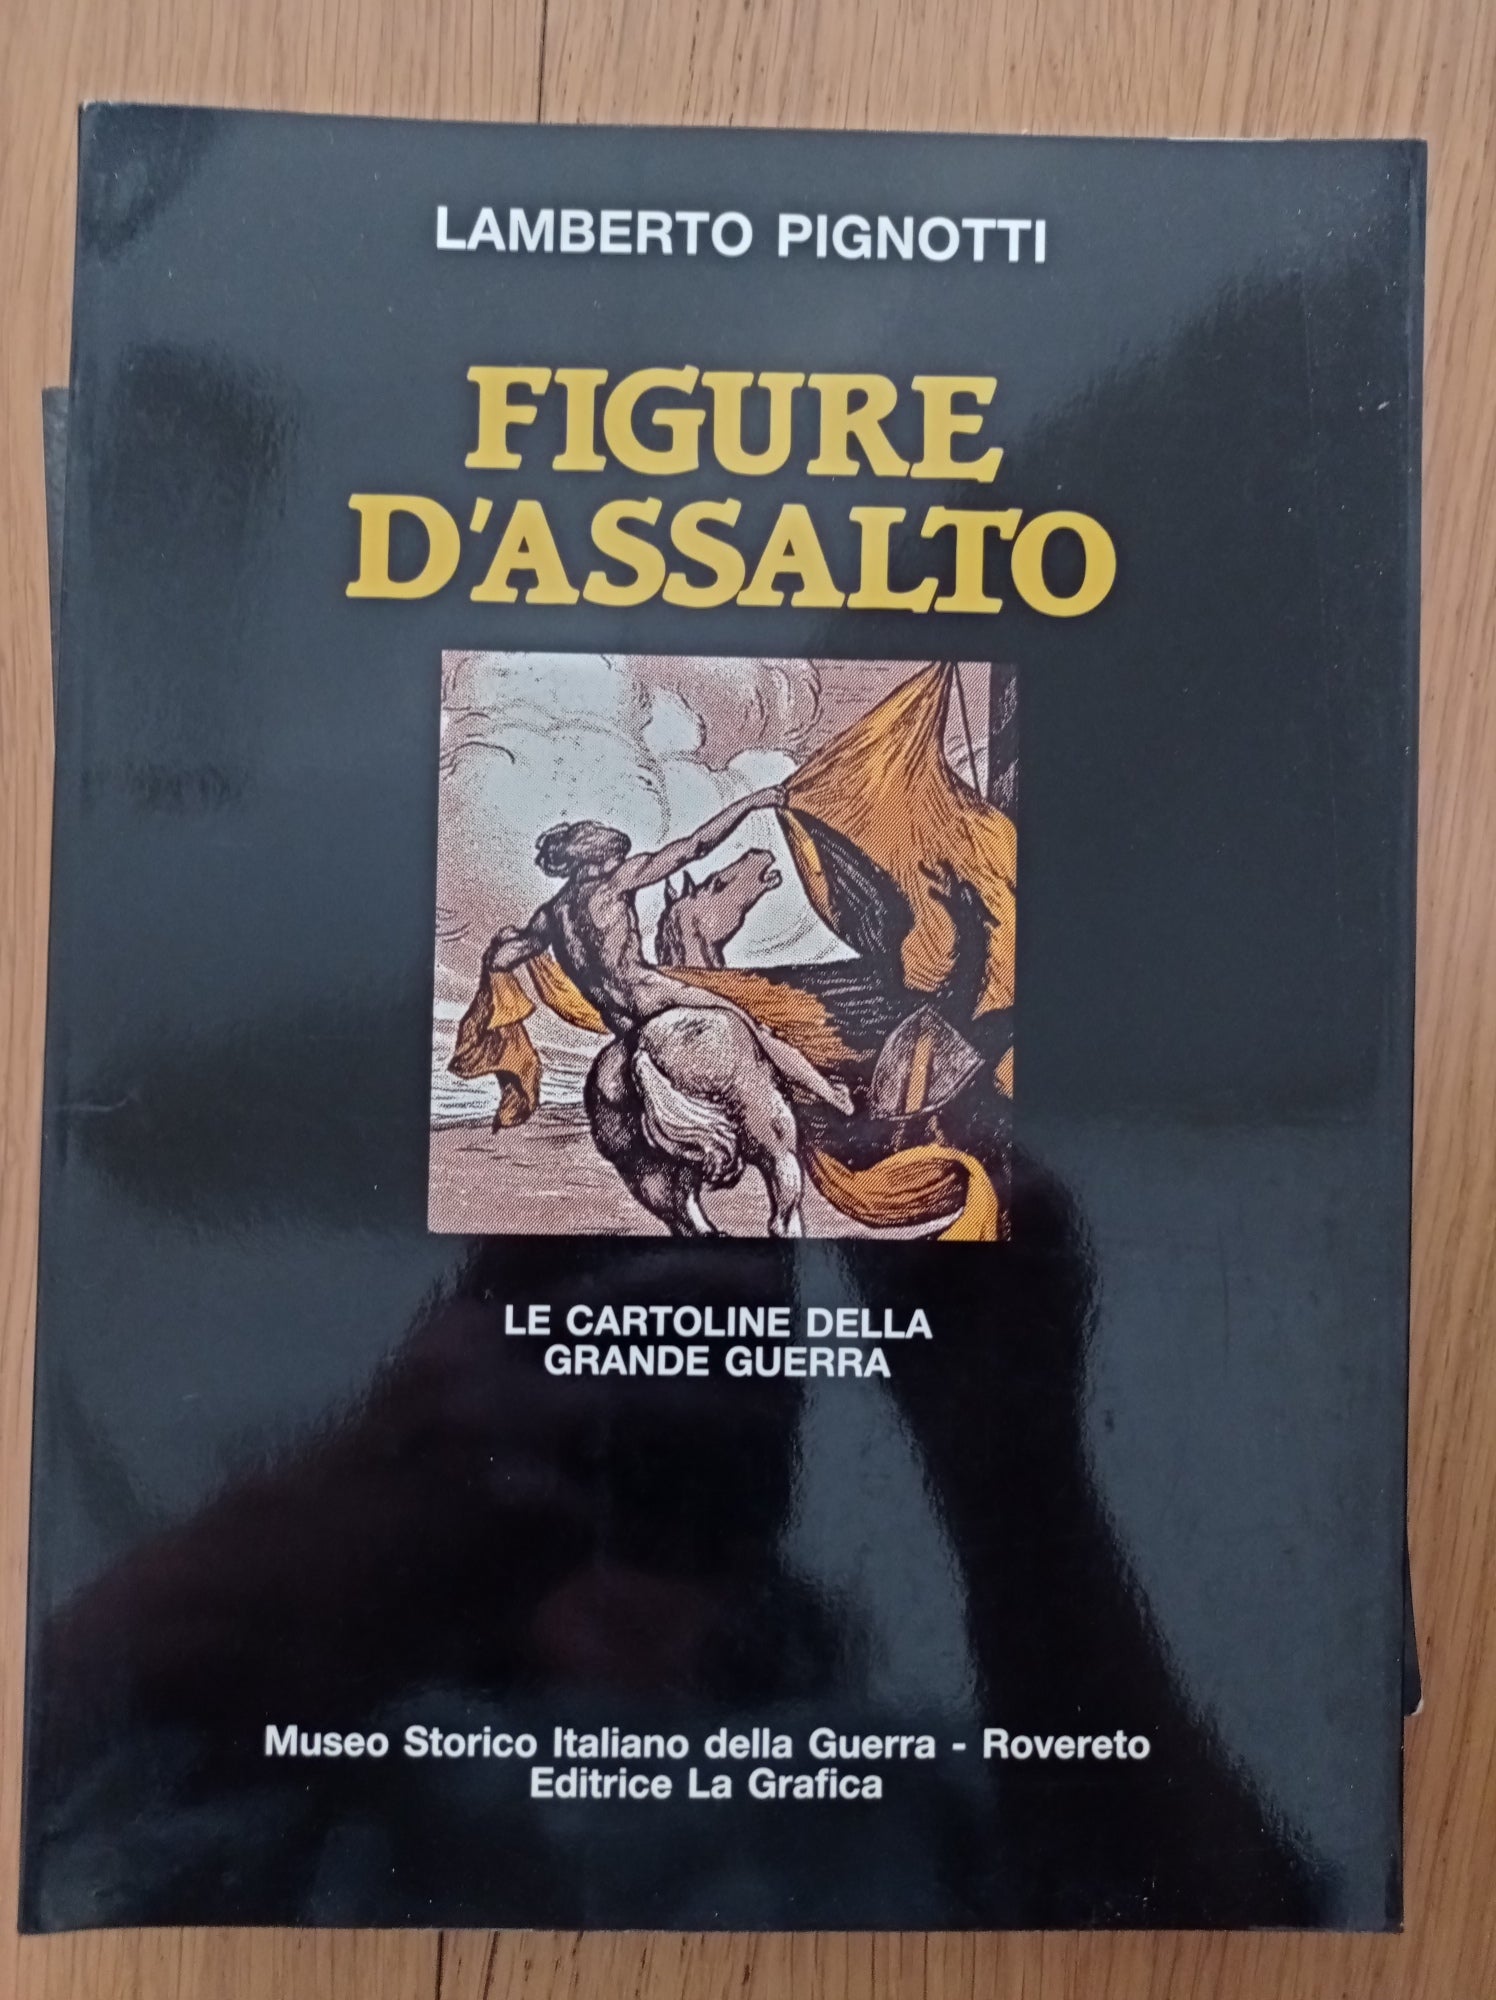 LAMBERTO PIGNOTTI
FIGURE
D'ASSALTO
LE CARTOLINE DELLA
GRANDE GUERRA
Museo Storico Italiano della Guerra - Rovereto
Editrice La Grafica